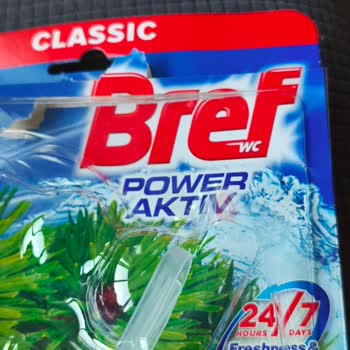 CLASSIC
Bref
WC
POWER
AKTIV
24/7
HOURS DAYS
Freshness &